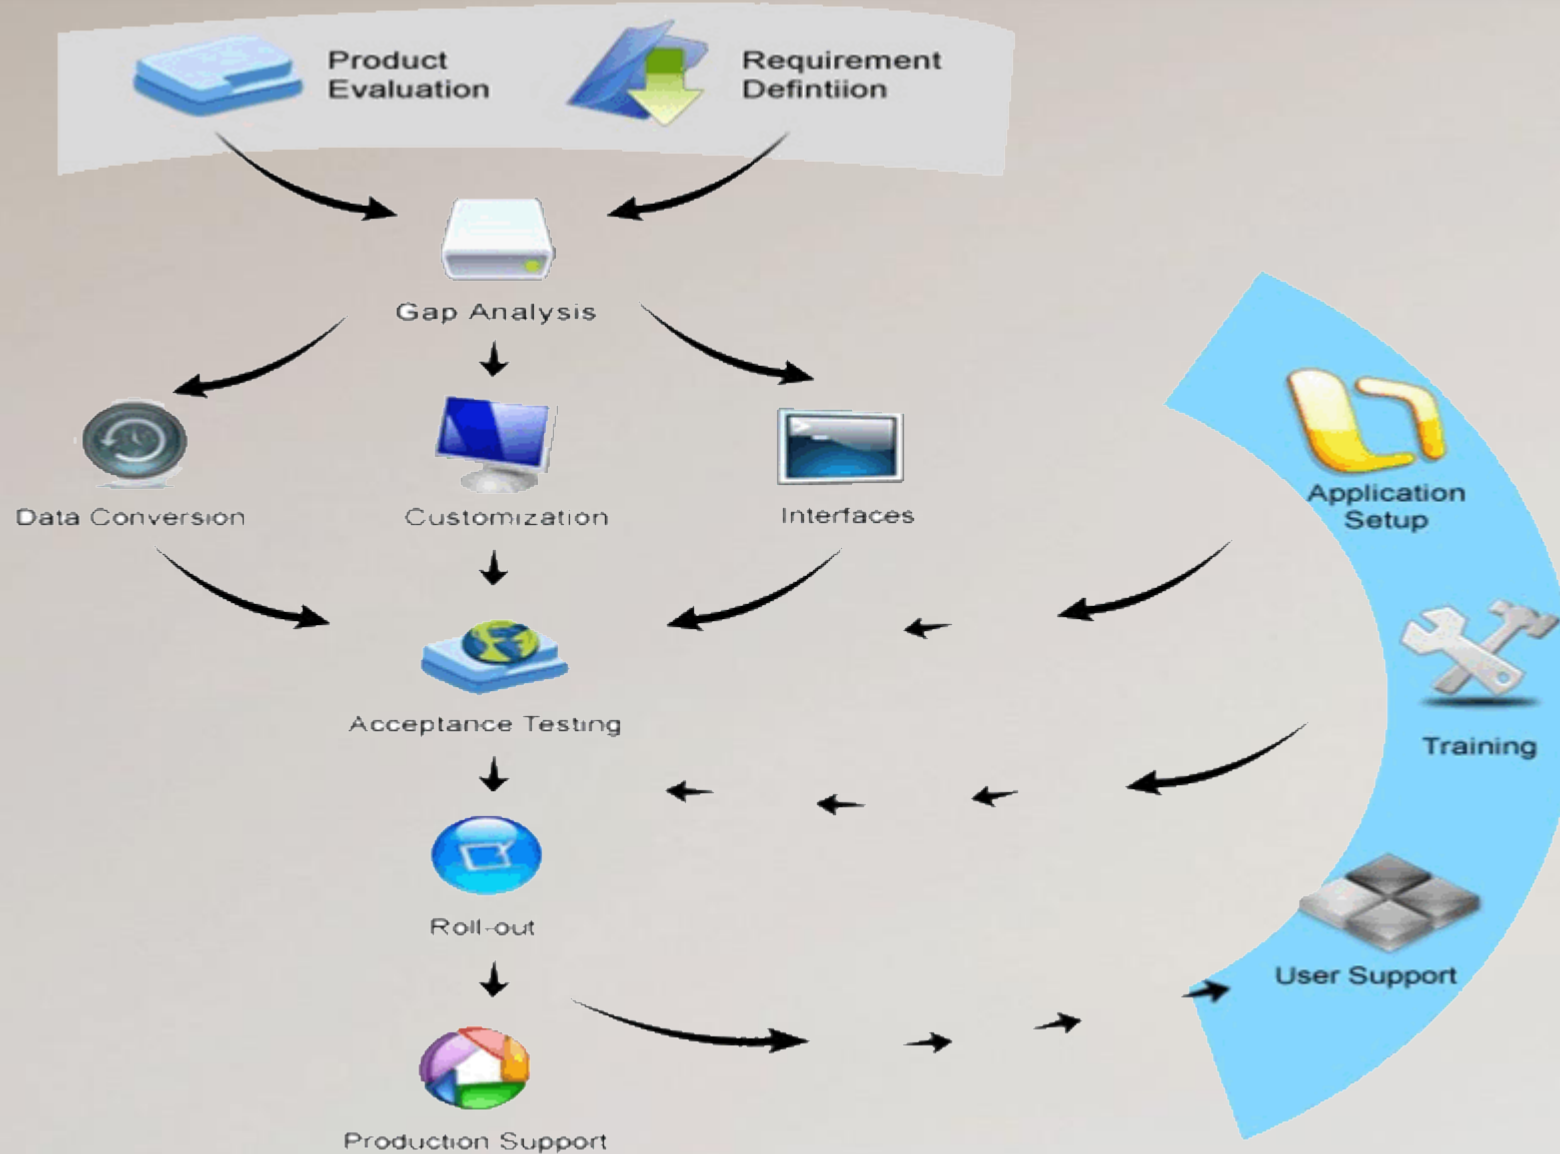 Product
Evaluation
Requirement
Defintiion
Gap Analysis
Data Conversion
Customization
Interfaces
Application
Setup
Acceptance Testing
Training
Roll-out
User Support
Production Support